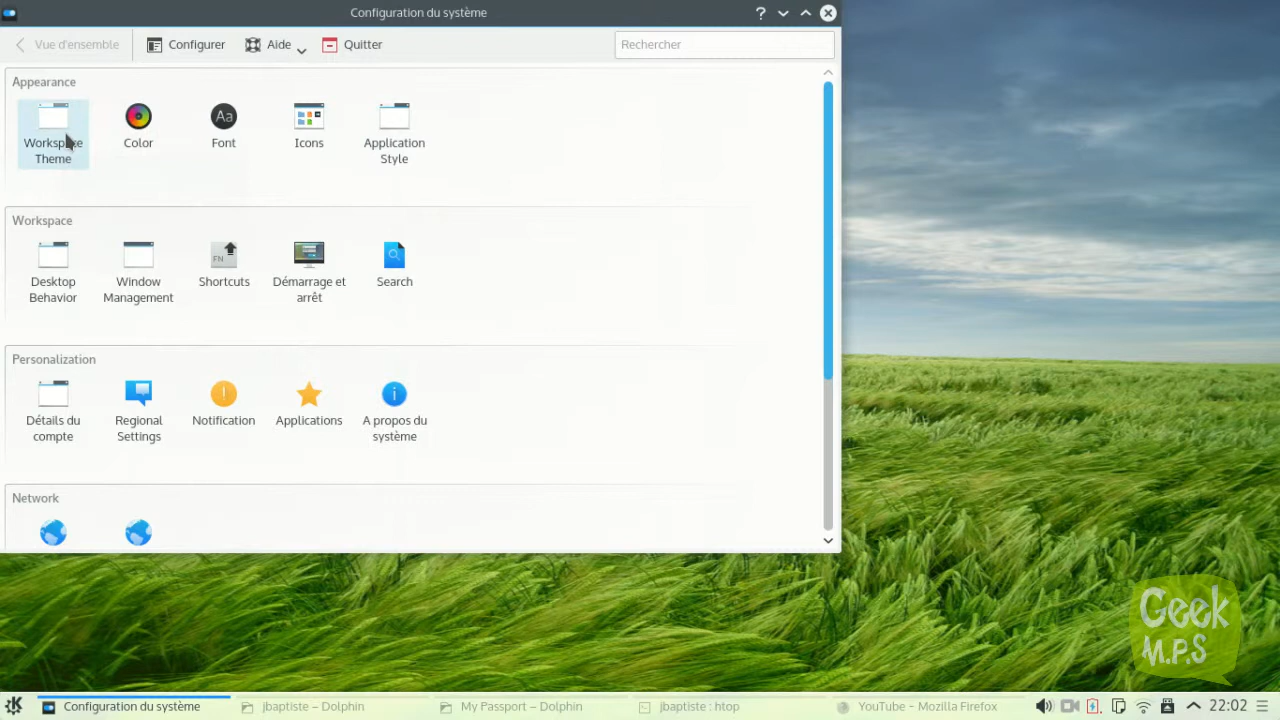 Configuration du système
?
Vue d'ensemble
Configurer
Aide
Quitter
Rechercher
Appearance
Workspace
Theme
Color
Aa
Font
Icons
Application
Style
Workspace
Desktop
Behavior
Window
Management
FN
Shortcuts
Démarrage et
arrêt
Search
Personalization
Détails du
compte
Regional
Settings
Notification
Applications
A propos du
système
Network
Geek
M.P.S
Configuration du système
jbaptiste – Dolphin
My Passport – Dolphin
jbaptiste : htop
YouTube - Mozilla Firefox
22:02